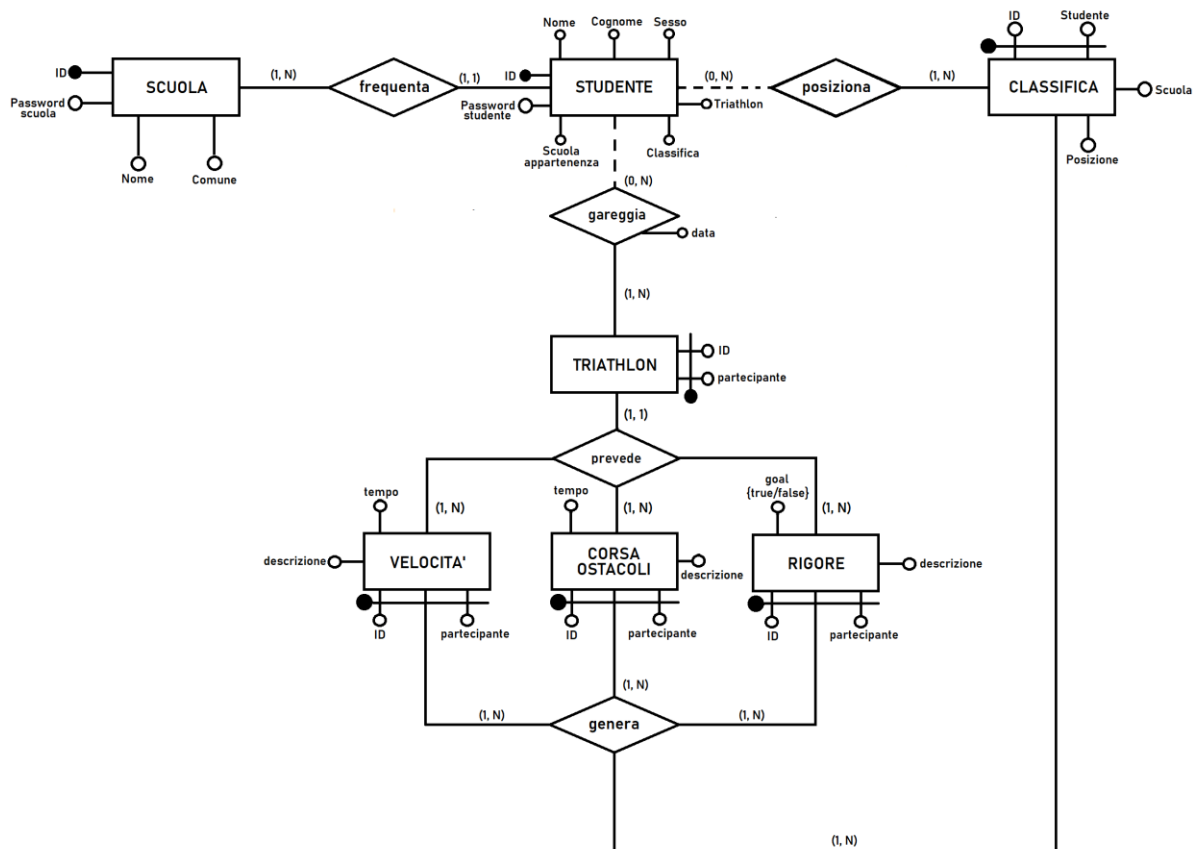 Nome
Cognome
Sesso
ID
Studente
ID
SCUOLA
(1, N)
frequenta
(1, 1)
ID
STUDENTE
(0, N)
posiziona
(1, N)
CLASSIFICA
Scuola
Password
scuola
Password
studente
Triathlon
Nome
Comune
Scuola
appartenenza
Classifica
Posizione
(0, N)
gareggia
data
(1, N)
TRIATHLON
ID
partecipante
(1, 1)
prevede
tempo
(1, N)
tempo
(1, N)
goal
{true/false}
(1, N)
descrizione
VELOCITA'
CORSA
OSTACOLI
descrizione
RIGORE
descrizione
ID
partecipante
ID
partecipante
ID
partecipante
(1, N)
(1, N)
(1, N)
genera
(1, N)